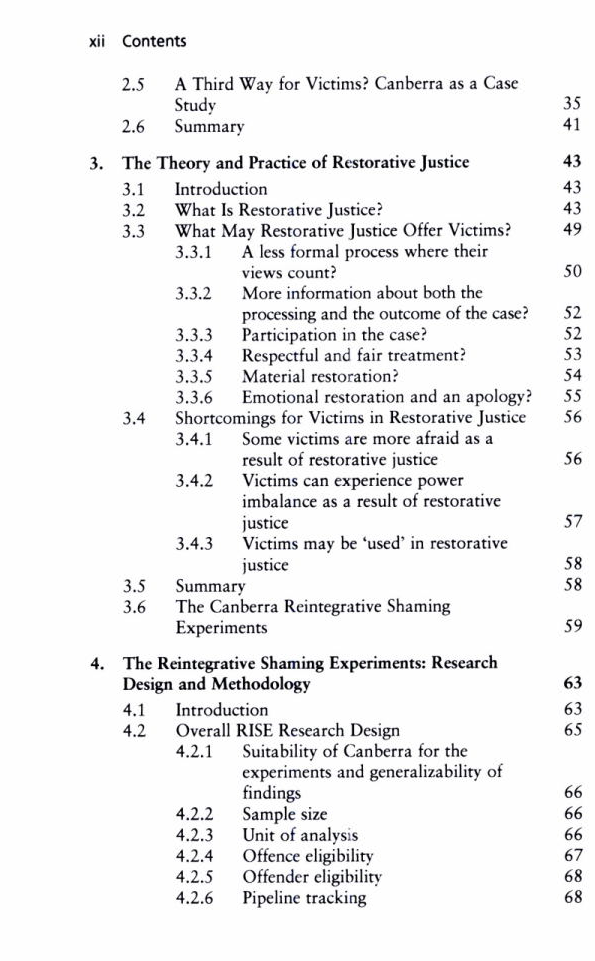 xii Contents
2.5 A Third Way for Victims? Canberra as a Case
Study 35
2.6 Summary 41
3. The Theory and Practice of Restorative Justice 43
3.1 Introduction 43
3.2 What Is Restorative Justice? 43
3.3 What May Restorative Justice Offer Victims? 49
3.3.1 A less formal process where their
views count? 50
3.3.2 More information about both the
processing and the outcome of the case? 52
3.3.3 Participation in the case? 52
3.3.4 Respectful and fair treatment? 53
3.3.5 Material restoration? 54
3.3.6 Emotional restoration and an apology? 55
3.4 Shortcomings for Victims in Restorative Justice 56
3.4.1 Some victims are more afraid as a
result of restorative justice 56
3.4.2 Victims can experience power
imbalance as a result of restorative
justice 57
3.4.3 Victims may be ‘used’ in restorative
justice 58
3.5 Summary 58
3.6 The Canberra Reintegrative Shaming
Experiments 59
4. The Reintegrative Shaming Experiments: Research
Design and Methodology 63
4.1 Introduction 63
4.2 Overall RISE Research Design 65
4.2.1 Suitability of Canberra for the
experiments and generalizability of
findings 66
4.2.2 Sample size 66
4.2.3 Unit of analysis 66
4.2.4 Offence eligibility 67
4.2.5 Offender eligibility 68
4.2.6 Pipeline tracking 68